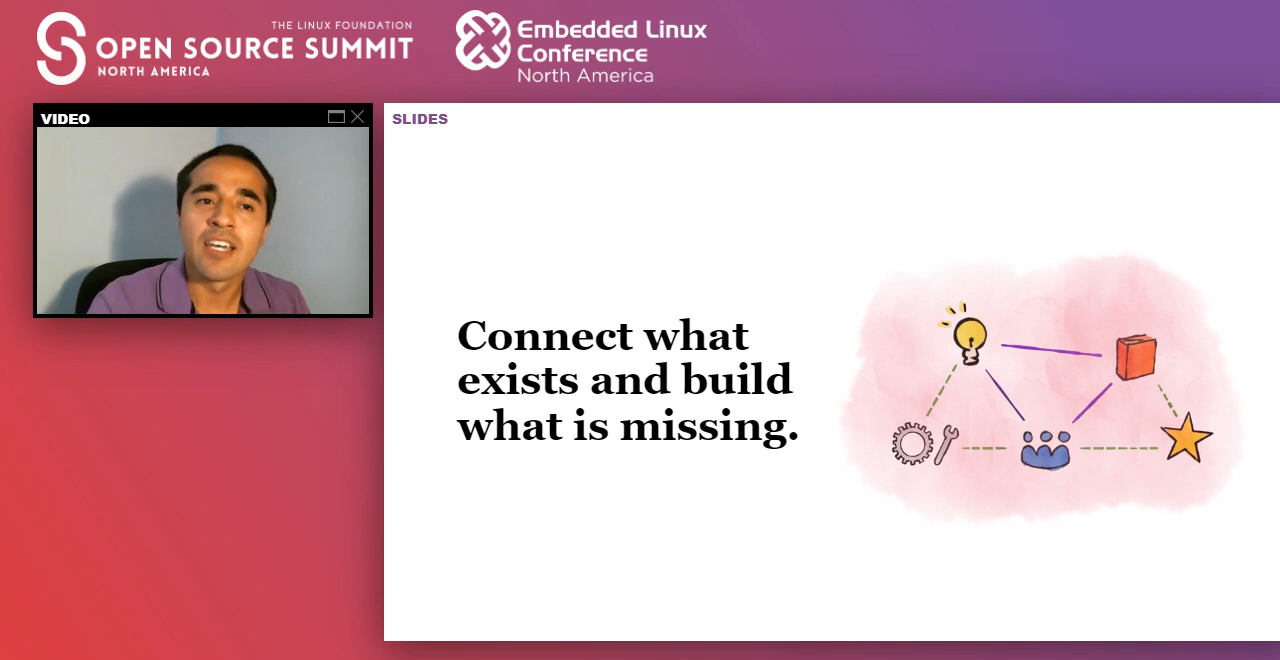 THE LINUX FOUNDATION
OPEN SOURCE SUMMIT
NORTH AMERICA
Embedded Linux
Conference
North America
VIDEO
SLIDES
Connect what
exists and build
what is missing.